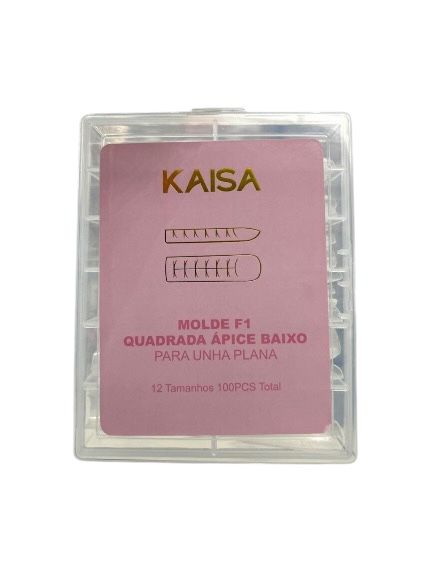 KAISA
MOLDE F1
QUADRADA ÁPICE BAIXO
PARA UNHA PLANA
12 Tamanhos 100PCS Total